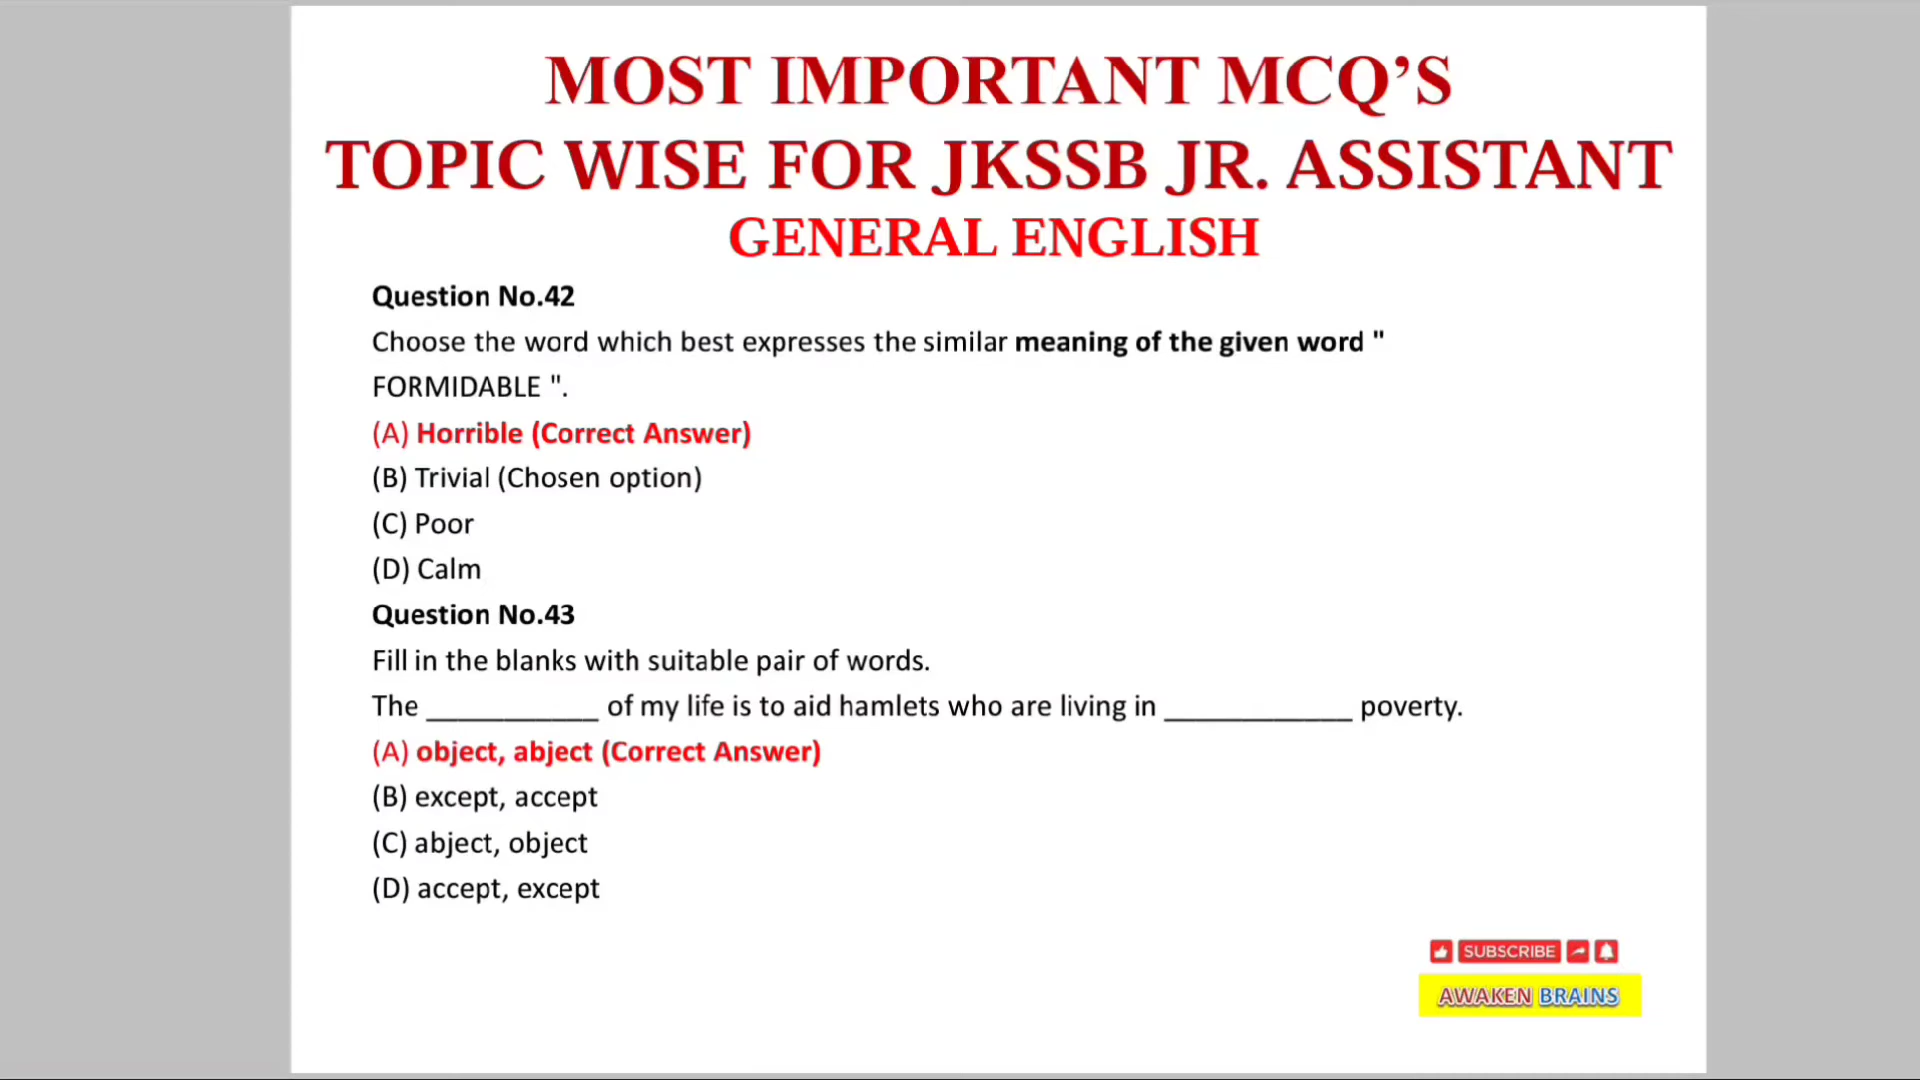 MOST IMPORTANT MCQ’S
TOPIC WISE FOR JKSSB JR. ASSISTANT
GENERAL ENGLISH
Question No.42
Choose the word which best expresses the similar meaning of the given word "
FORMIDABLE ".
(A) Horrible (Correct Answer)
(B) Trivial (Chosen option)
(C) Poor
(D) Calm
Question No.43
Fill in the blanks with suitable pair of words.
The ___________ of my life is to aid hamlets who are living in ____________ poverty.
(A) object, abject (Correct Answer)
(B) except, accept
(C) abject, object
(D) accept, except
SUBSCRIBE
AWAKEN BRAINS